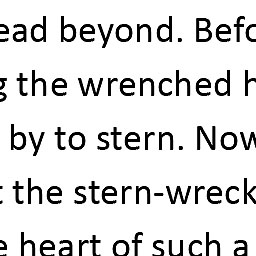 ead beyond. Befo
g the wrenched h
by to stern. Now
t the stern-wreck
e heart of such a